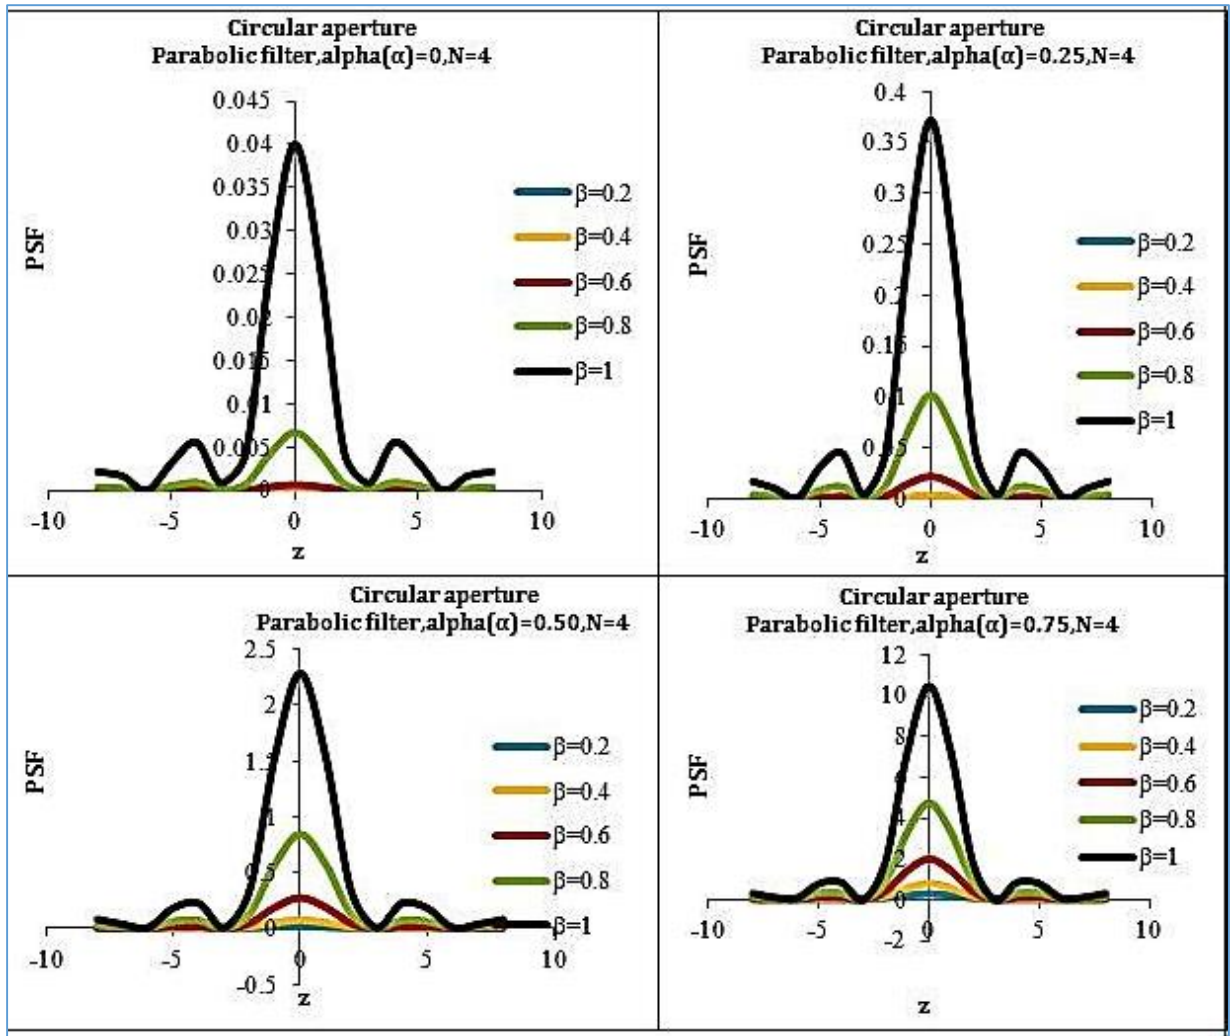 Circular aperture
Parabolic filter,alpha(α)=0,N=4
0.045
0.04
0.035
0.03
0.025
0.02
0.015
0.01
0.005
0
-10
-5
0
5
10
PSF
z
β=0.2
β=0.4
β=0.6
β=0.8
β=1
Circular aperture
Parabolic filter,alpha(α)=0.25,N=4
0.4
0.35
0.3
0.25
0.2
0.15
0.1
0.05
0
-10
-5
0
5
10
PSF
z
β=0.2
β=0.4
β=0.6
β=0.8
β=1
Circular aperture
Parabolic filter,alpha(α)=0.50,N=4
2.5
2
1.5
1
0.5
0
-0.5
-10
-5
0
5
10
PSF
z
β=0.2
β=0.4
β=0.6
β=0.8
β=1
Circular aperture
Parabolic filter,alpha(α)=0.75,N=4
12
10
8
6
4
2
0
-2
-10
-5
0
5
10
PSF
z
β=0.2
β=0.4
β=0.6
β=0.8
β=1